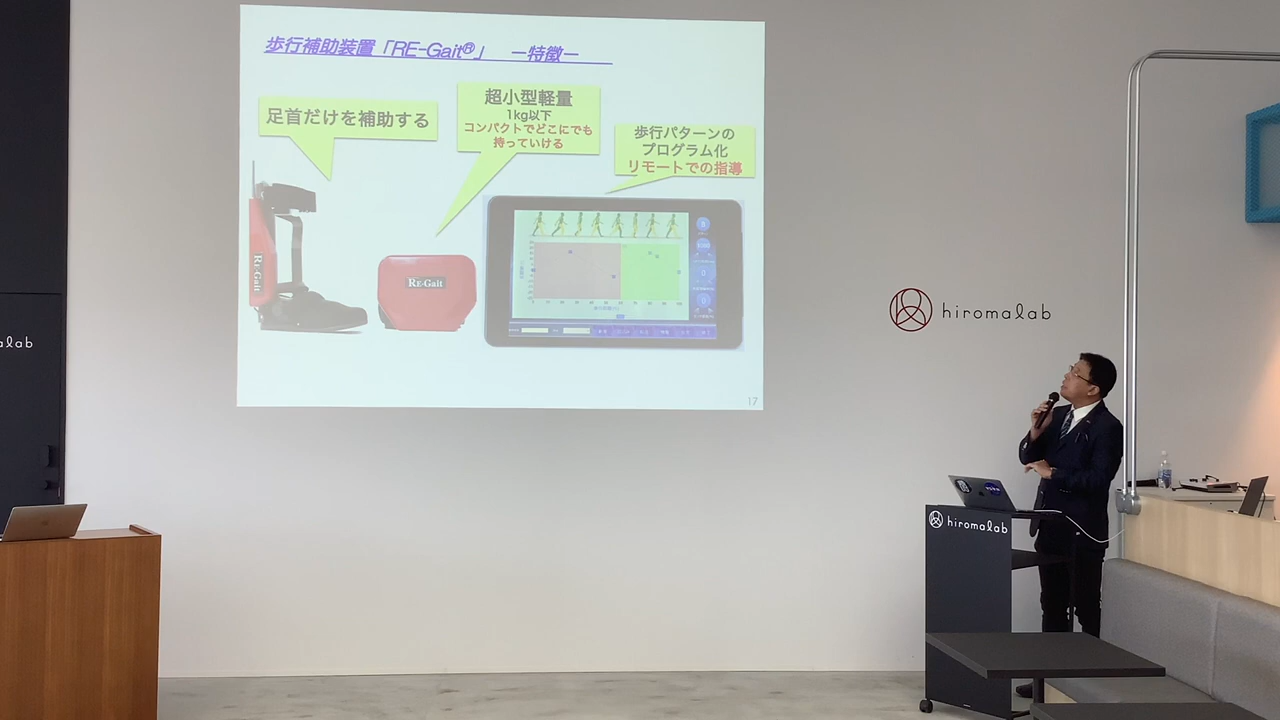 歩行補助装置「RE-Gait®」　－特徴－
足首だけを補助する
超小型軽量
1kg以下
コンパクトでどこにでも
持っていける
歩行パターンの
プログラム化
リモートでの指導
RE-Gait
RE-Gait
17
hiromalab
alab
hiromalab